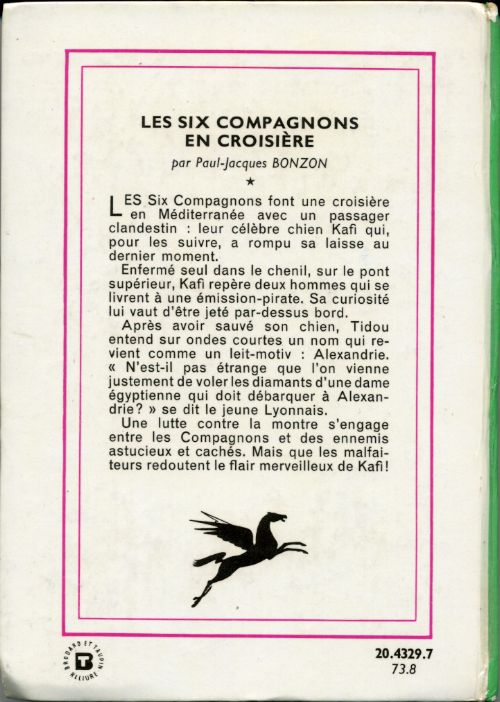 LES SIX COMPAGNONS
EN CROISIÈRE
par Paul-Jacques BONZON
★
LES Six Compagnons font une croisière
en Méditerranée avec un passager
clandestin : leur célèbre chien Kafi qui,
pour les suivre, a rompu sa laisse au
dernier moment.
Enfermé seul dans le chenil, sur le pont
supérieur, Kafi repère deux hommes qui se
livrent à une émission-pirate. Sa curiosité
lui vaut d'être jeté par-dessus bord.
Après avoir sauvé son chien, Tidou
entend sur ondes courtes un nom qui re-
vient comme un leit-motiv : Alexandrie.
« N'est-il pas étrange que l'on vienne
justement de voler les diamants d'une dame
égyptienne qui doit débarquer à Alexan-
drie? » se dit le jeune Lyonnais.
Une lutte contre la montre s'engage
entre les Compagnons et des ennemis
astucieux et cachés. Mais que les malfai-
teurs redoutent le flair merveilleux de Kafi!
BRODARD ET TAUPIN
RELIURE
20.4329.7
73.8